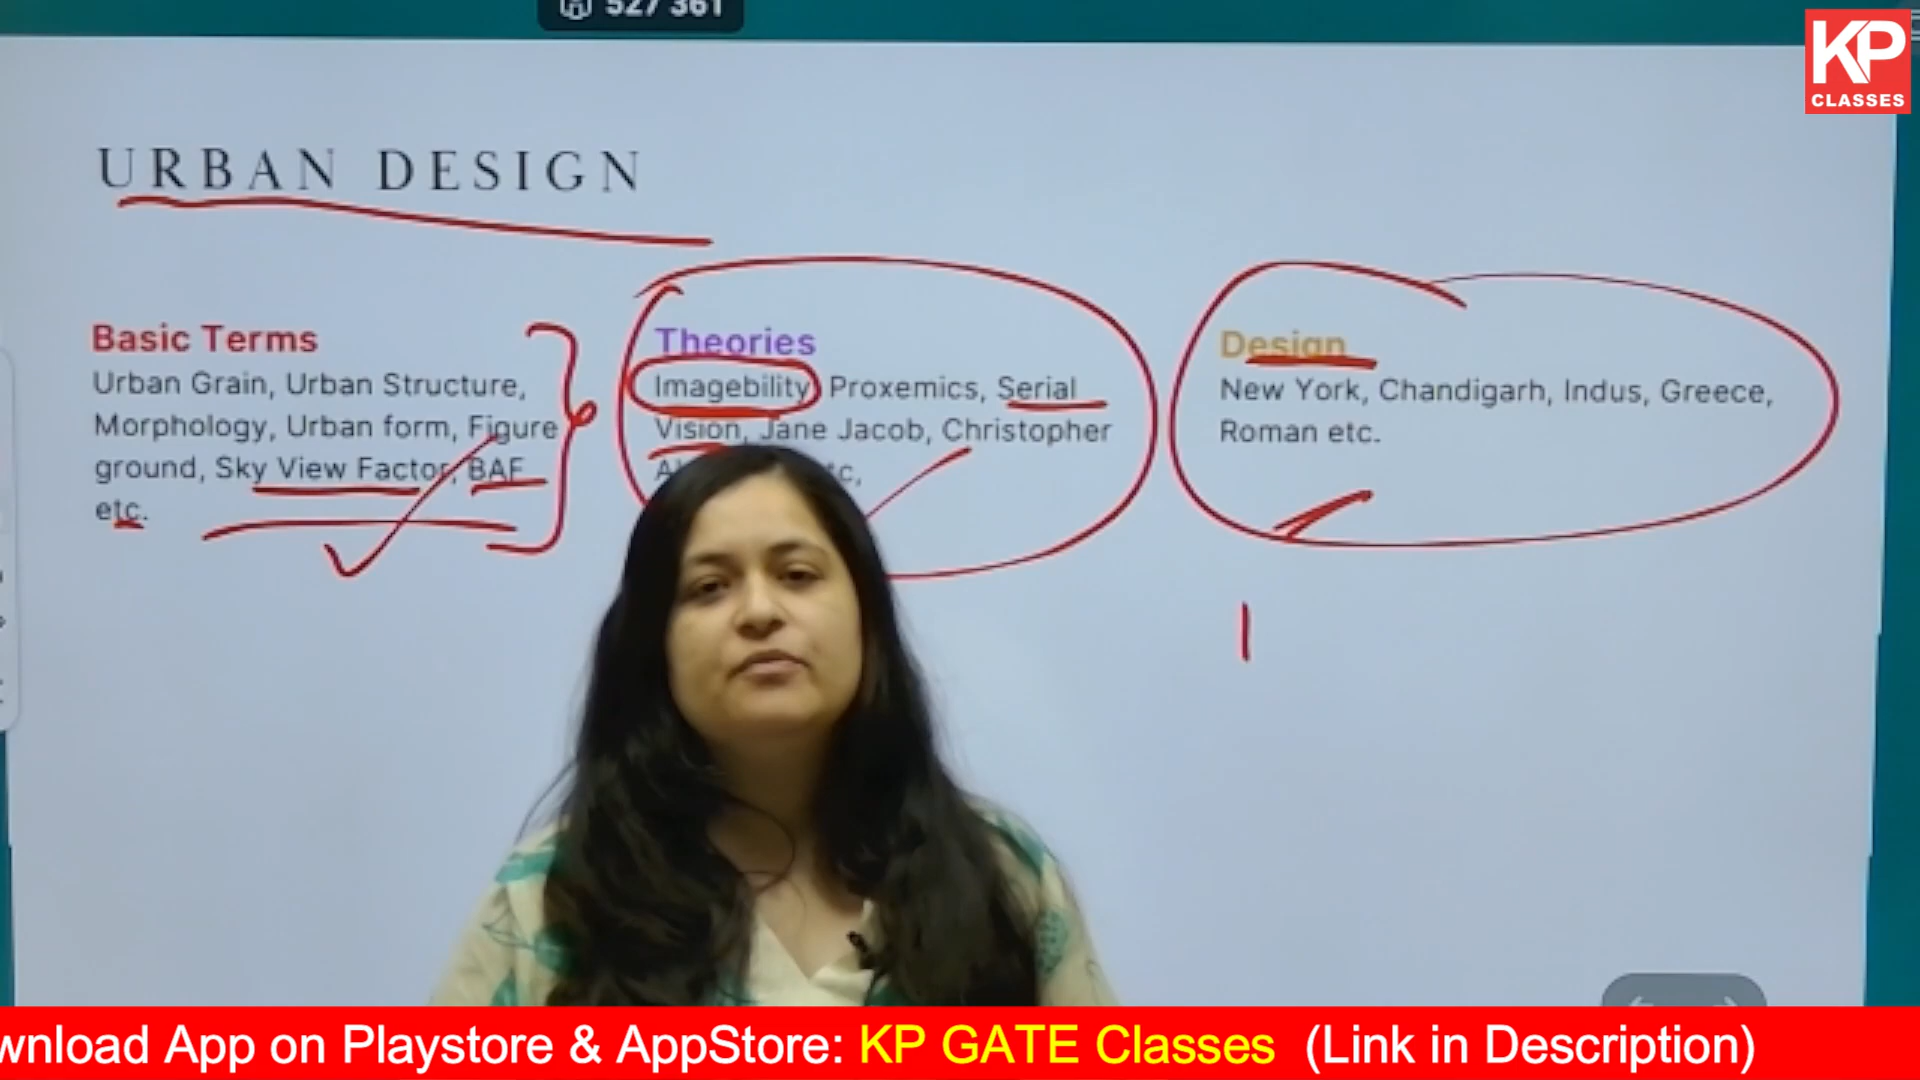 527 361
KP
CLASSES
URBAN DESIGN
Basic Terms
Urban Grain, Urban Structure,
Morphology, Urban form, Figure
ground, Sky View Factor, BAF
etc.
Theories
Imagebility, Proxemics, Serial
Vision, Jane Jacob, Christopher
Design
New York, Chandigarh, Indus, Greece,
Roman etc.
wnload App on Playstore & AppStore: KP GATE Classes (Link in Description)